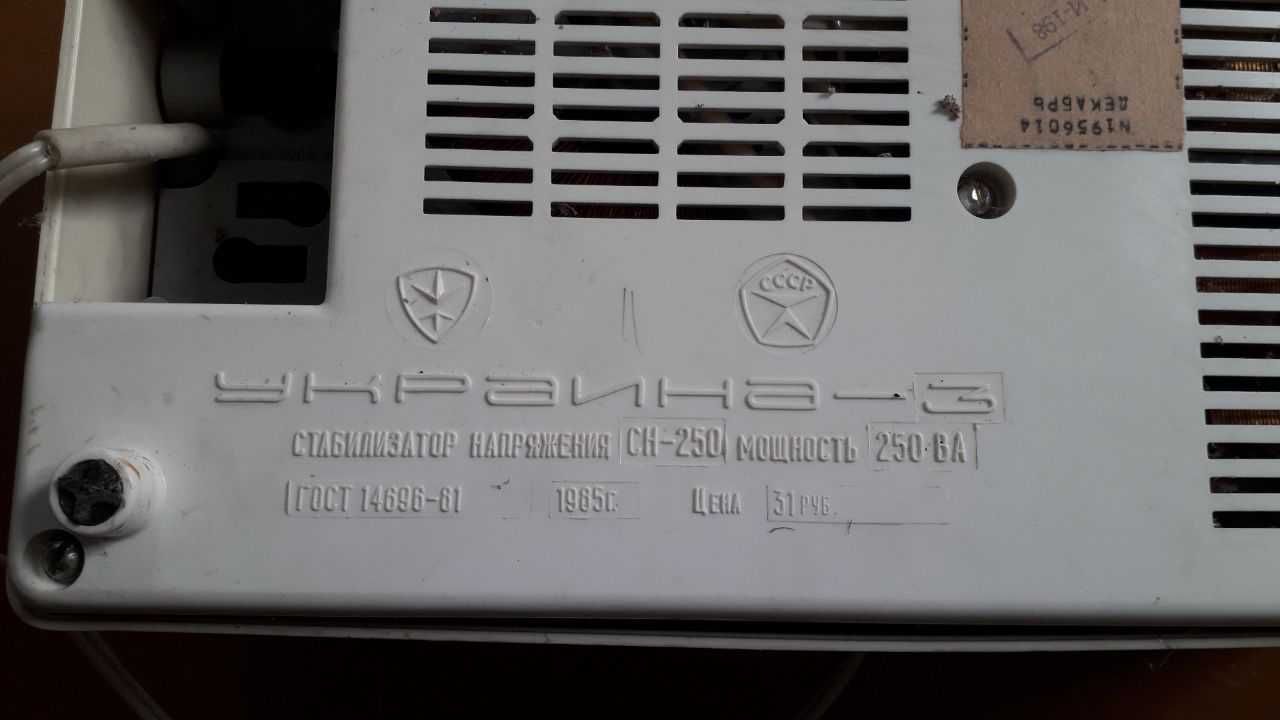 N1956014
ДЕКАБРЬ
СССР
УКРАИНА-3
СТАБИЛИЗАТОР НАПРЯЖЕНИЯ СН-250 МОЩНОСТЬ 250 ВА
ГОСТ 14696-81 1985г. ЦЕНА 31 РУБ.